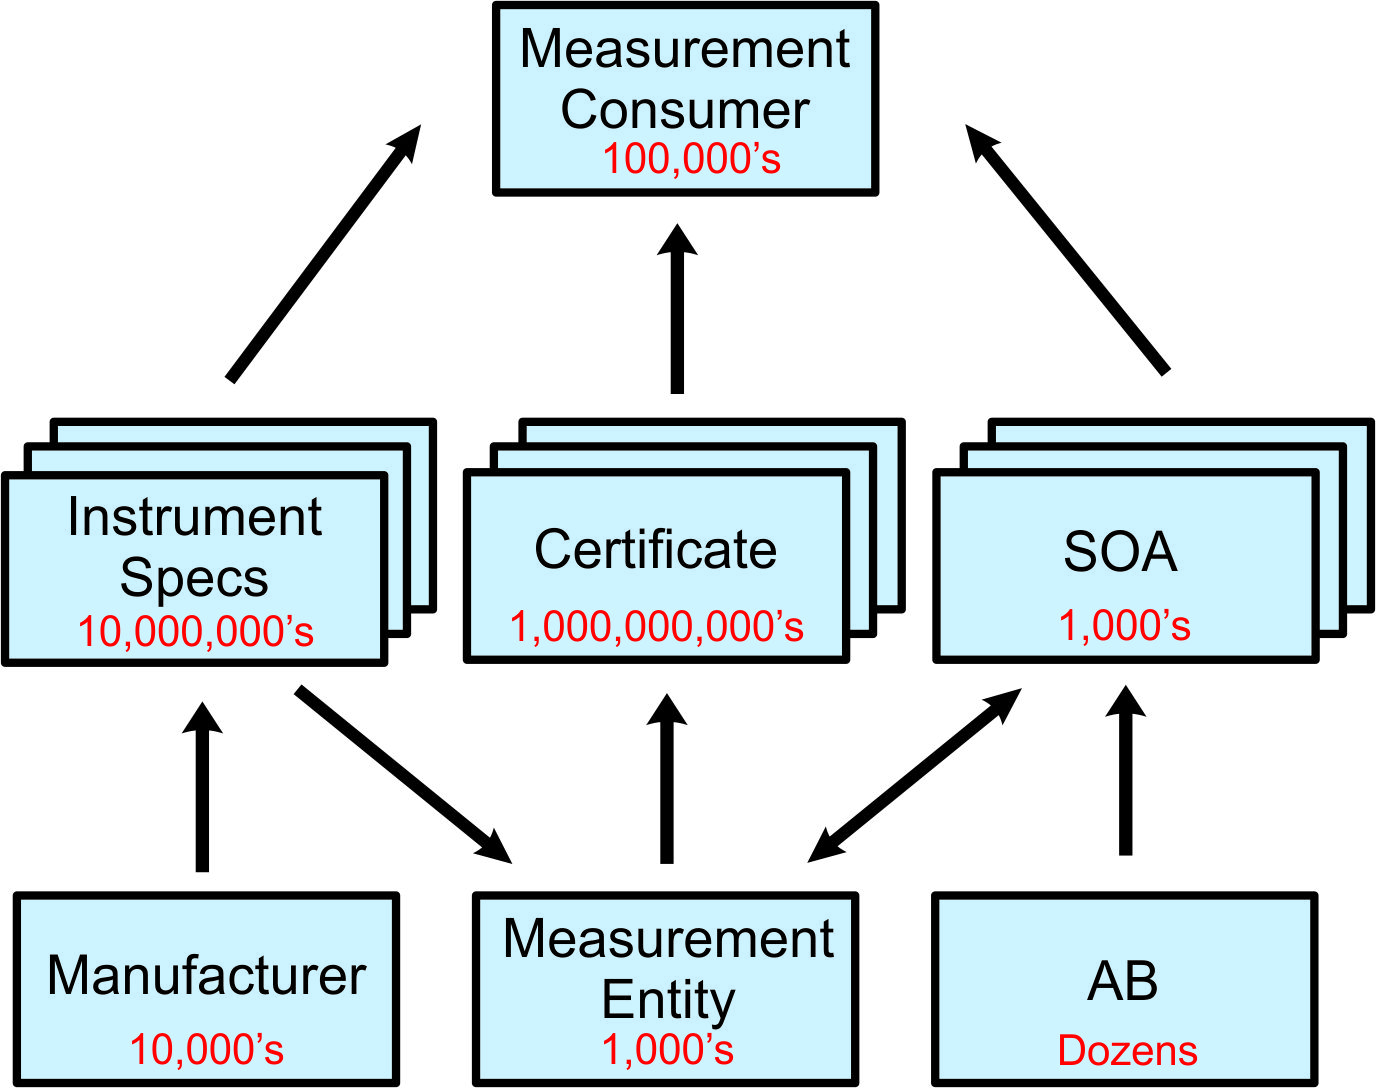 Measurement
Consumer
100,000’s
Instrument
Specs
10,000,000’s
Certificate
1,000,000,000’s
SOA
1,000’s
Manufacturer
10,000’s
Measurement
Entity
1,000’s
AB
Dozens